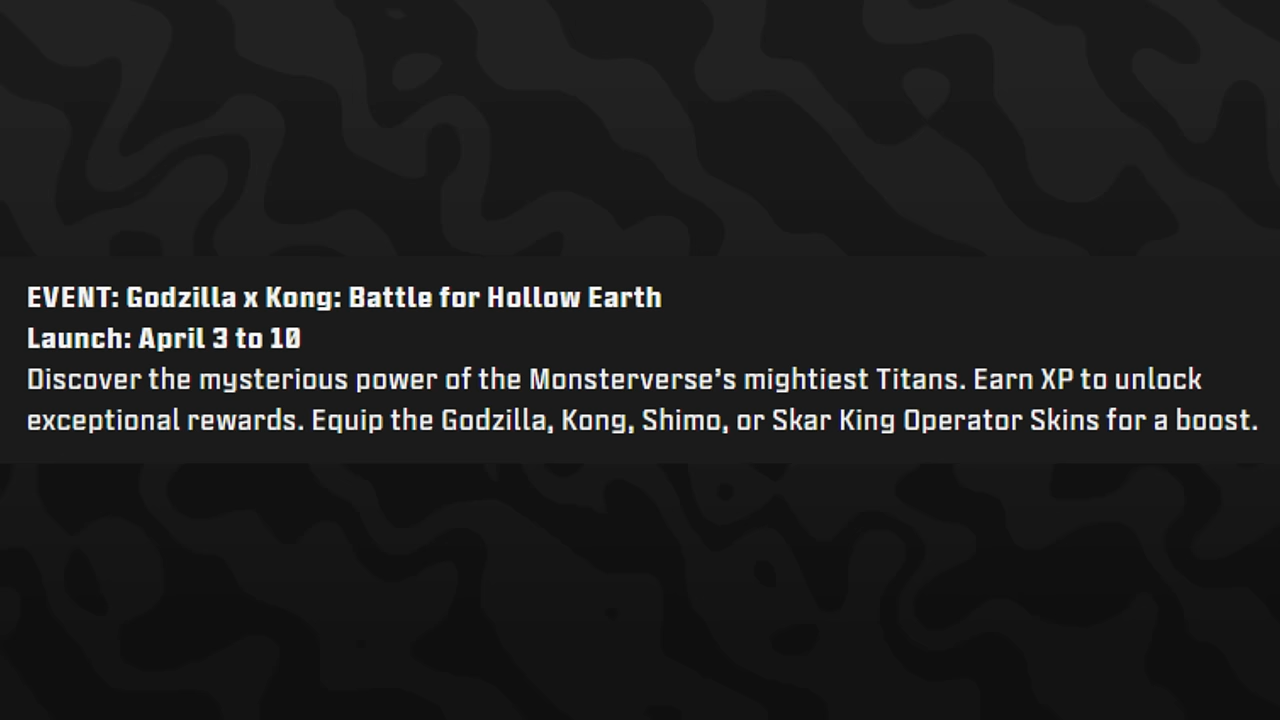 EVENT: Godzilla x Kong: Battle for Hollow Earth
Launch: April 3 to 10
Discover the mysterious power of the Monsterverse’s mightiest Titans. Earn XP to unlock
exceptional rewards. Equip the Godzilla, Kong, Shimo, or Skar King Operator Skins for a boost.